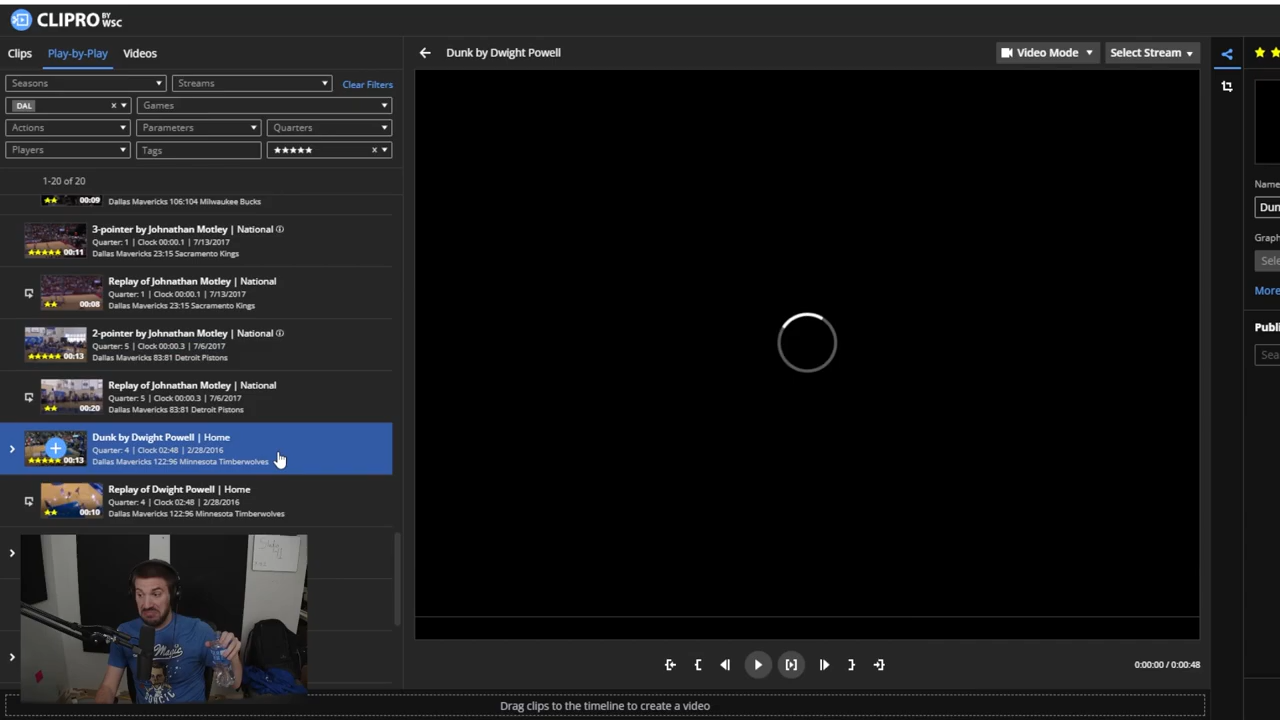 CLIPRO BY WSC
Clips Play-by-Play Videos
Dunk by Dwight Powell
Video Mode
Select Stream
Seasons
Streams
Clear Filters
DAL
Games
Actions
Parameters
Quarters
Players
Tags
★★★★★
1-20 of 20
00:09
Dallas Mavericks 106:104 Milwaukee Bucks
3-pointer by Johnathan Motley | National
Quarter: 1 | Clock 00:00.1 | 7/13/2017
Dallas Mavericks 23:15 Sacramento Kings
00:11
Replay of Johnathan Motley | National
Quarter: 1 | Clock 00:00.1 | 7/13/2017
Dallas Mavericks 23:15 Sacramento Kings
00:08
2-pointer by Johnathan Motley | National
Quarter: 5 | Clock 00:00.3 | 7/6/2017
Dallas Mavericks 83:81 Detroit Pistons
00:13
Replay of Johnathan Motley | National
Quarter: 5 | Clock 00:00.3 | 7/6/2017
Dallas Mavericks 83:81 Detroit Pistons
00:20
Dunk by Dwight Powell | Home
Quarter: 4 | Clock 02:48 | 2/28/2016
Dallas Mavericks 122:96 Minnesota Timberwolves
00:13
Replay of Dwight Powell | Home
Quarter: 4 | Clock 02:48 | 2/28/2016
Dallas Mavericks 122:96 Minnesota Timberwolves
00:10
Magic
0:00:00 / 0:00:48
Drag clips to the timeline to create a video
Name
Dun
Graph
Sele
More
Publi
Sea